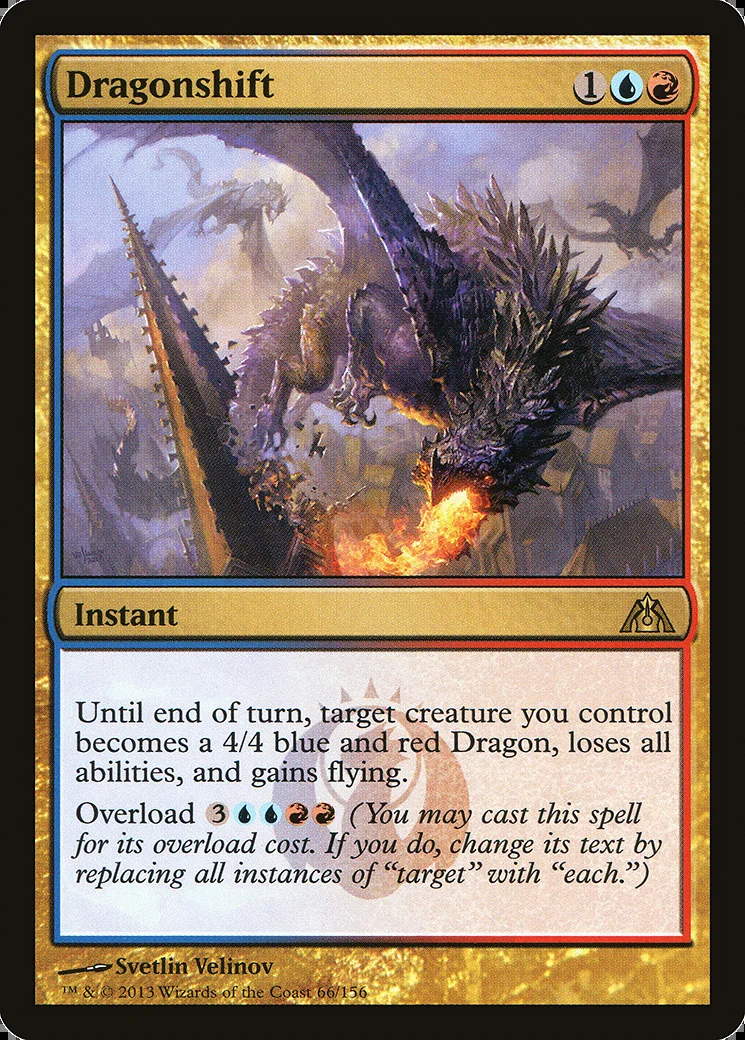 Dragonshift 1
Instant
Until end of turn, target creature you control
becomes a 4/4 blue and red Dragon, loses all
abilities, and gains flying.
Overload 3 (You may cast this spell
for its overload cost. If you do, change its text by
replacing all instances of “target” with “each.”)
Svetlin Velinov
™ & © 2013 Wizards of the Coast 66/156